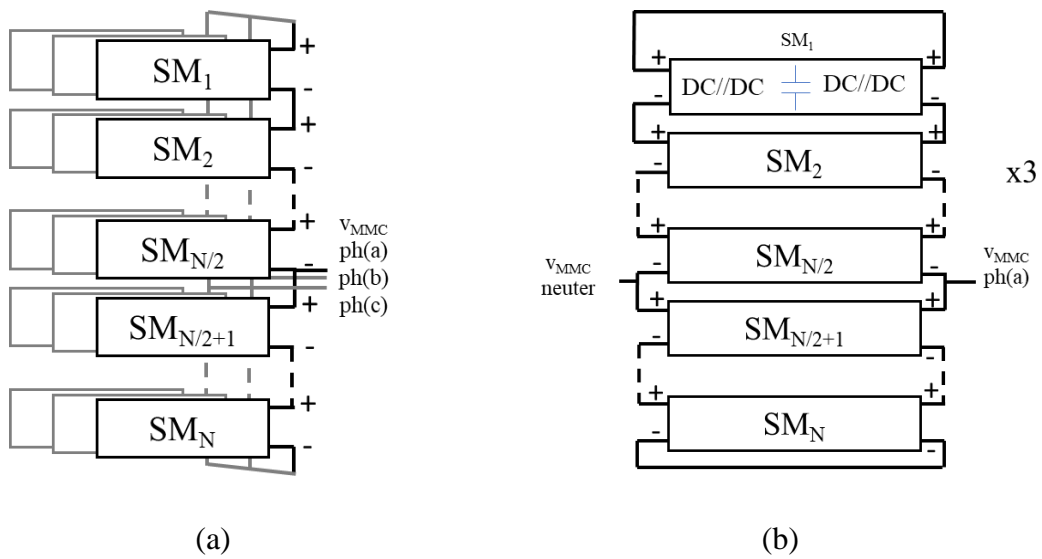 +
SM1
-
+
SM2
-
+
SMN/2
-
vMMC
ph(a)
ph(b)
ph(c)
+
SMN/2+1
-
+
SMN
-
(a)
SM1
+ +
DC//DC DC//DC
- -
+ +
SM2
- -
x3
+ +
SMN/2
- -
vMMC
neuter
vMMC
ph(a)
+ +
SMN/2+1
- -
+ +
SMN
- -
(b)